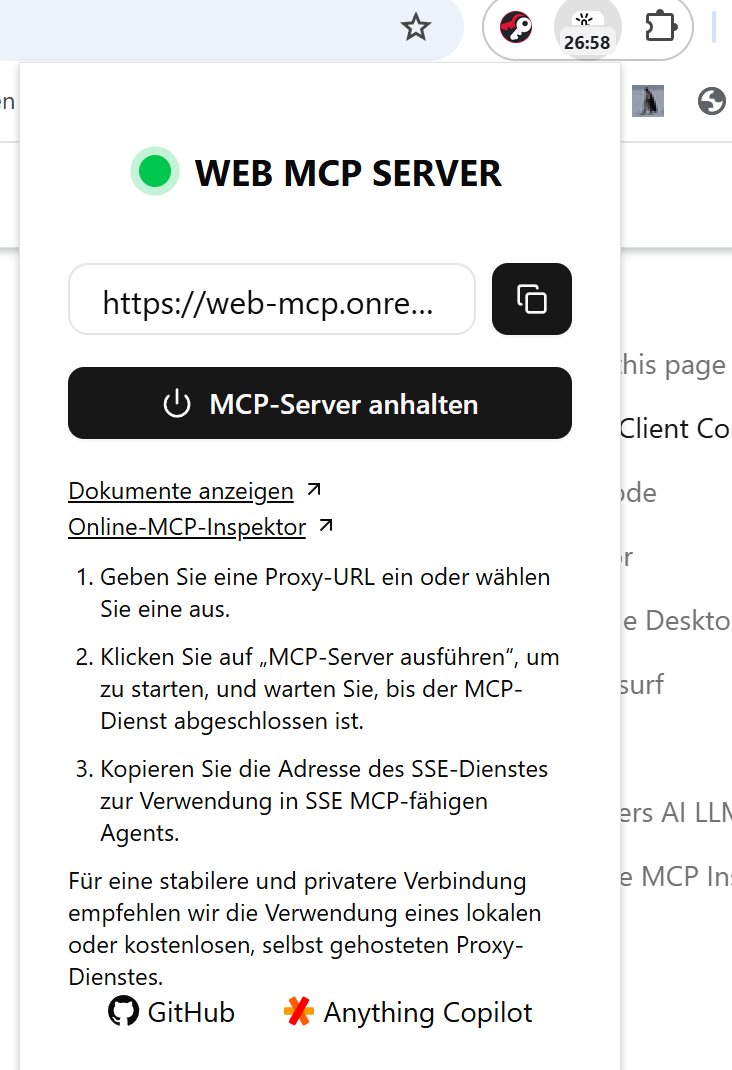 26:58
en
WEB MCP SERVER
https://web-mcp.onre...
MCP-Server anhalten
Dokumente anzeigen
Online-MCP-Inspektor
1. Geben Sie eine Proxy-URL ein oder wählen
Sie eine aus.
2. Klicken Sie auf „MCP-Server ausführen“, um
zu starten, und warten Sie, bis der MCP-
Dienst abgeschlossen ist.
3. Kopieren Sie die Adresse des SSE-Dienstes
zur Verwendung in SSE MCP-fähigen
Agents.
Für eine stabilere und privatere Verbindung
empfehlen wir die Verwendung eines lokalen
oder kostenlosen, selbst gehosteten Proxy-
Dienstes.
GitHub
Anything Copilot
this page
Client Co
ode
or
e Deskto
surf
ers AI LLM
e MCP Ins